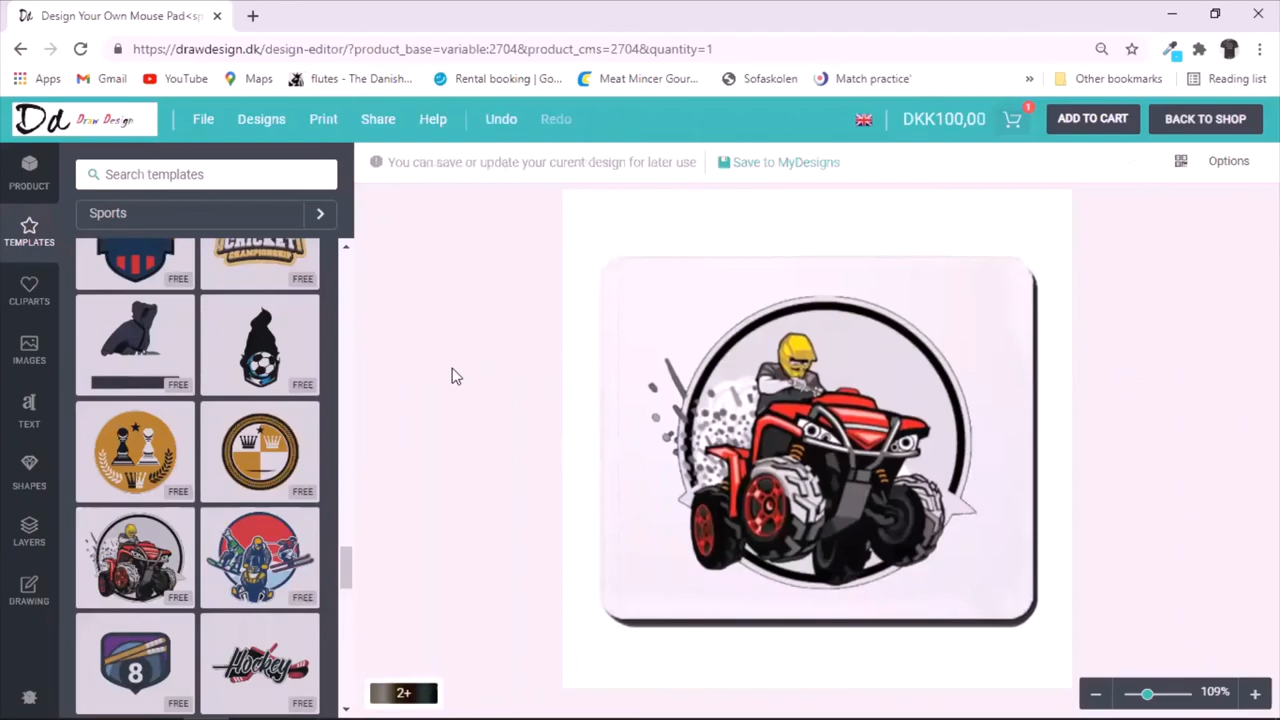 Dd Design Your Own Mouse Pad<sp
https://drawdesign.dk/design-editor/?product_base=variable:2704&product_cms=2704&quantity=1
Apps Gmail YouTube Maps flutes - The Danish... Rental booking | Go... Meat Mincer Gour... Sofaskolen Match practice' » Other bookmarks Reading list
Dd Draw Design File Designs Print Share Help Undo Redo DKK100,00 1 ADD TO CART BACK TO SHOP
You can save or update your curent design for later use Save to MyDesigns Options
PRODUCT
Search templates
Sports
TEMPLATES
CRICKET
CHAMPIONSHIP
FREE FREE
CLIPARTS
IMAGES
FREE FREE
TEXT
SHAPES
FREE FREE
LAYERS
DRAWING
FREE FREE
8 Hockey
FREE FREE
2+
109%